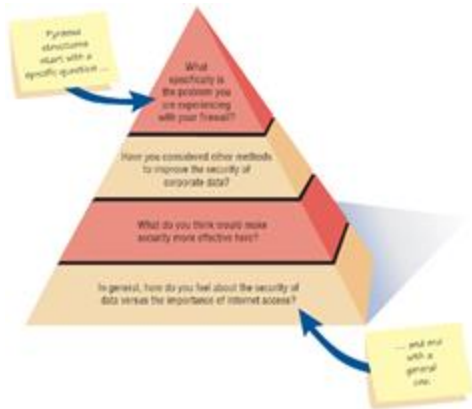 Pyramid
structures
start with a
specific question ...
What
specifically is
the problem you
are experiencing
with your firewall?
Have you considered other methods
to improve the security of
corporate data?
What do you think would make
security more effective here?
In general, how do you feel about the security of
data versus the importance of Internet access?
... and end
with a
general
one.